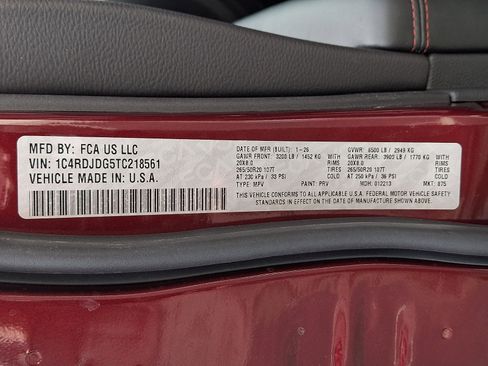 MFD BY: FCA US LLC
VIN: 1C4RDJDG5TC218561
VEHICLE MADE IN: U.S.A.
DATE OF MFR (BUILT): 1-26 GVWR: 6500 LB / 2949 KG
GAWR FRONT: 3200 LB / 1452 KG GAWR REAR: 3900 LB / 1770 KG
20X8.0 20X8.0
265/50R20 107T TIRES 265/50R20 107T TIRES
AT 230 kPa / 33 PSI COLD AT 250 kPa / 36 PSI COLD
TYPE: MPV PAINT: PRV MDH: 012213 MKT: 875
THIS VEHICLE CONFORMS TO ALL APPLICABLE U.S.A. FEDERAL MOTOR VEHICLE SAFETY
STANDARDS IN EFFECT ON THE DATE OF MANUFACTURE SHOWN ABOVE.